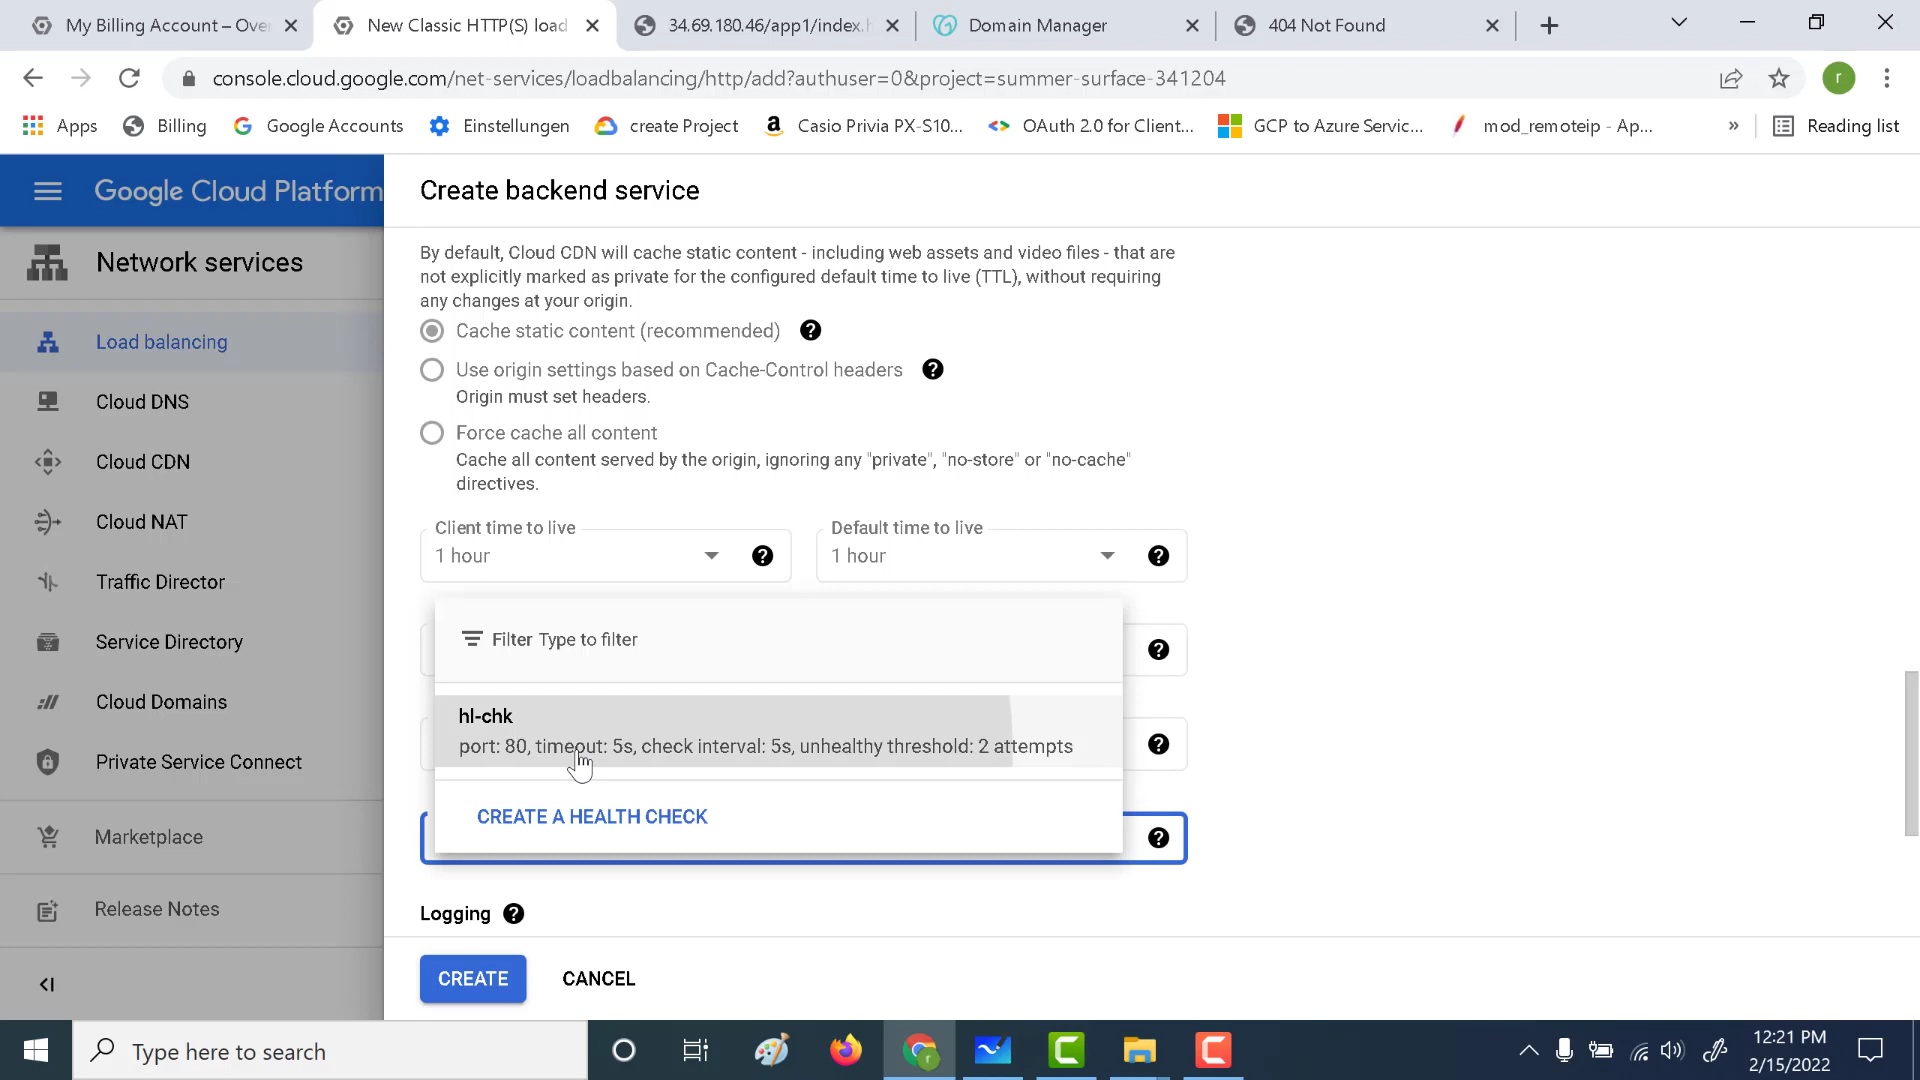 My Billing Account – Over
New Classic HTTP(S) load
34.69.180.46/app1/index.h
Domain Manager
404 Not Found
console.cloud.google.com/net-services/loadbalancing/http/add?authuser=0&project=summer-surface-341204
r
Apps
Billing
Google Accounts
Einstellungen
create Project
Casio Privia PX-S10...
OAuth 2.0 for Client...
GCP to Azure Servic...
mod_remoteip - Ap...
»
Reading list
Google Cloud Platform
Create backend service
Network services
Load balancing
Cloud DNS
Cloud CDN
Cloud NAT
Traffic Director
Service Directory
Cloud Domains
Private Service Connect
Marketplace
Release Notes
By default, Cloud CDN will cache static content - including web assets and video files - that are
not explicitly marked as private for the configured default time to live (TTL), without requiring
any changes at your origin.
Cache static content (recommended)
Use origin settings based on Cache-Control headers
Origin must set headers.
Force cache all content
Cache all content served by the origin, ignoring any "private", "no-store" or "no-cache"
directives.
Client time to live
1 hour
Default time to live
1 hour
Filter Type to filter
hl-chk
port: 80, timeout: 5s, check interval: 5s, unhealthy threshold: 2 attempts
CREATE A HEALTH CHECK
Logging
CREATE
CANCEL
Type here to search
12:21 PM
2/15/2022